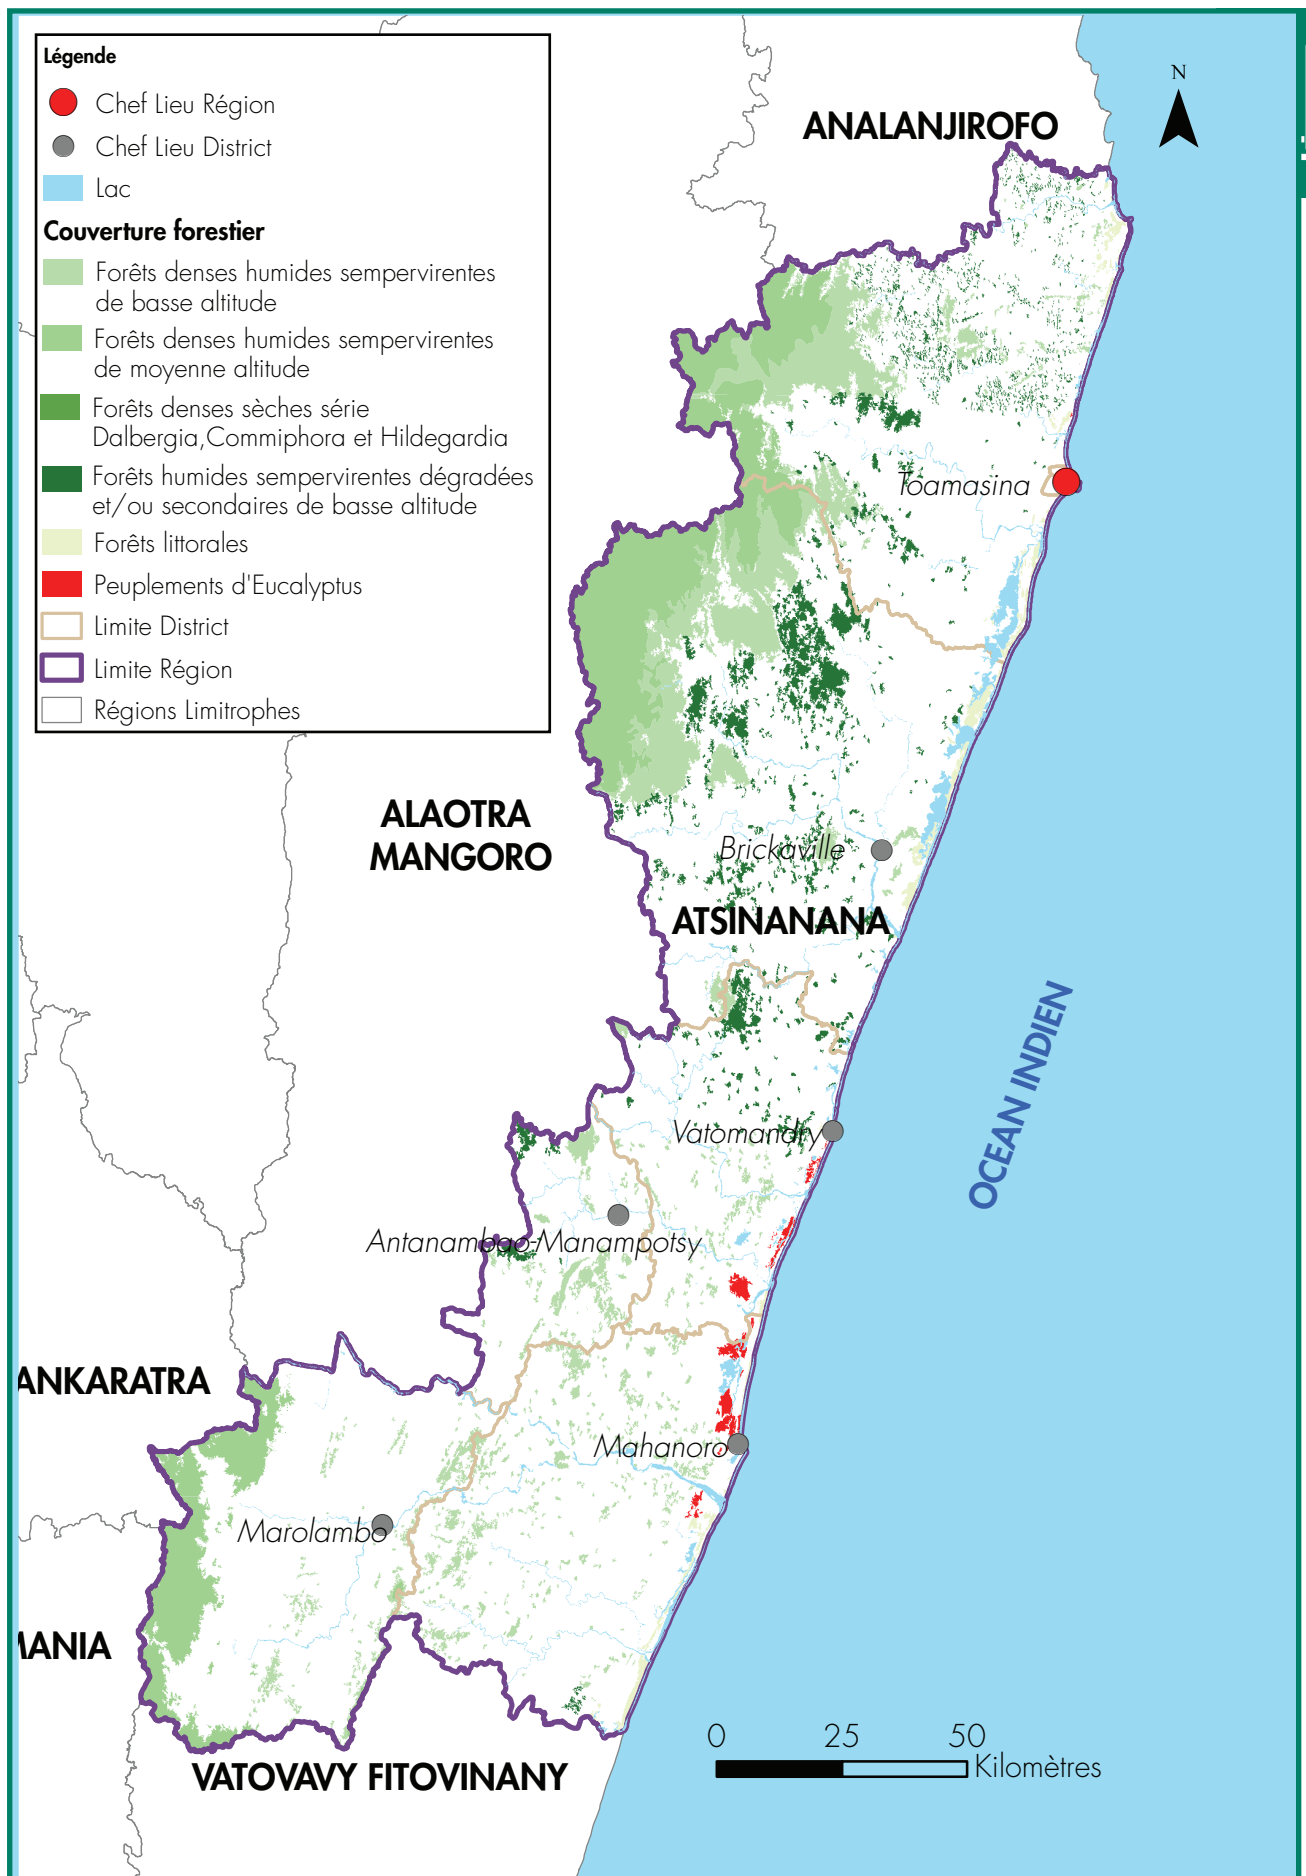 Légende
Chef Lieu Région
Chef Lieu District
Lac
Couverture forestier
Forêts denses humides sempervirentes
de basse altitude
Forêts denses humides sempervirentes
de moyenne altitude
Forêts denses sèches série
Dalbergia,Commiphora et Hildegardia
Forêts humides sempervirentes dégradées
et/ou secondaires de basse altitude
Forêts littorales
Peuplements d'Eucalyptus
Limite District
Limite Région
Régions Limitrophes
N
ANALANJIROFO
Toamasina
ALAOTRA
MANGORO
Brickaville
ATSINANANA
OCEAN INDIEN
Vatomandry
Antanambao-Manampotsy
ANKARATRA
Mahanoro
Marolambo
MANIA
VATOVAVY FITOVINANY
0 25 50
Kilomètres